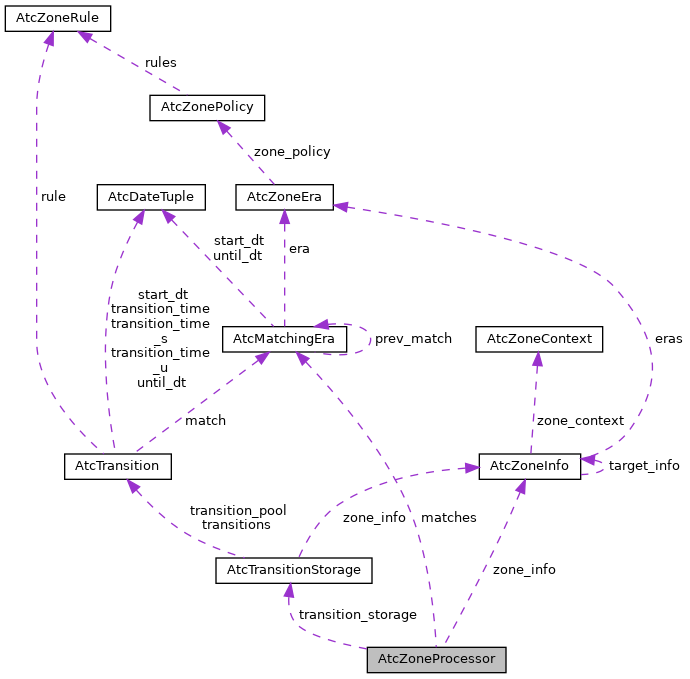 AtcZoneRule
rules
AtcZonePolicy
zone_policy
rule
AtcDateTuple
AtcZoneEra
start_dt
until_dt
era
start_dt
transition_time
transition_time
_s
transition_time
_u
until_dt
AtcMatchingEra
prev_match
AtcZoneContext
eras
match
zone_context
AtcTransition
AtcZoneInfo
target_info
transition_pool
transitions
zone_info
matches
AtcTransitionStorage
zone_info
transition_storage
AtcZoneProcessor